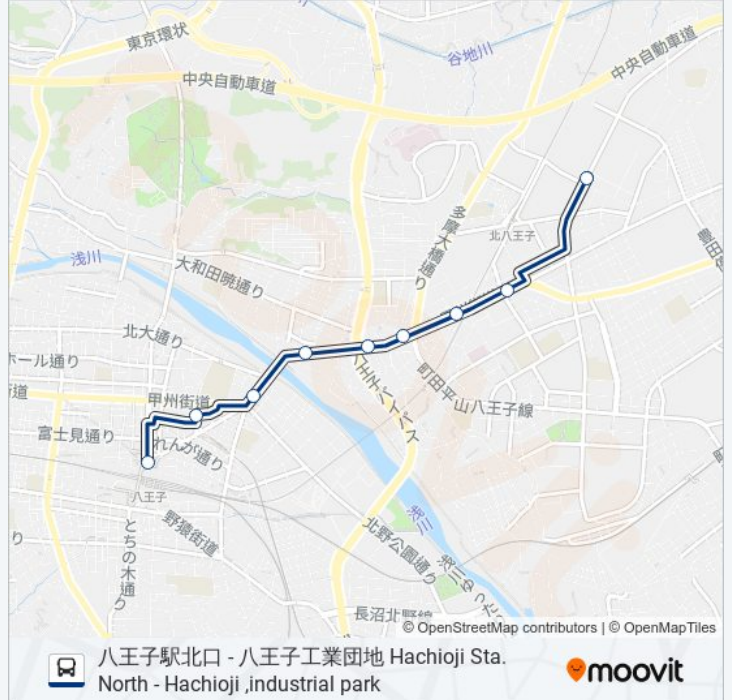 東京環状
谷地川
中央自動車道
中央自動車道
多摩大橋通り
北八王子
浅川
大和田暁通り
北大通り
ホール通り
街道
甲州街道
町田平山八王子線
富士見通り
れんが通り
八王子
野猿街道
浅川
北野公園通り
とちの木通り
長沼北野線
© OpenStreetMap contributors | © OpenMapTiles
八王子駅北口 - 八王子工業団地 Hachioji Sta.
North - Hachioji ,industrial park
moovit